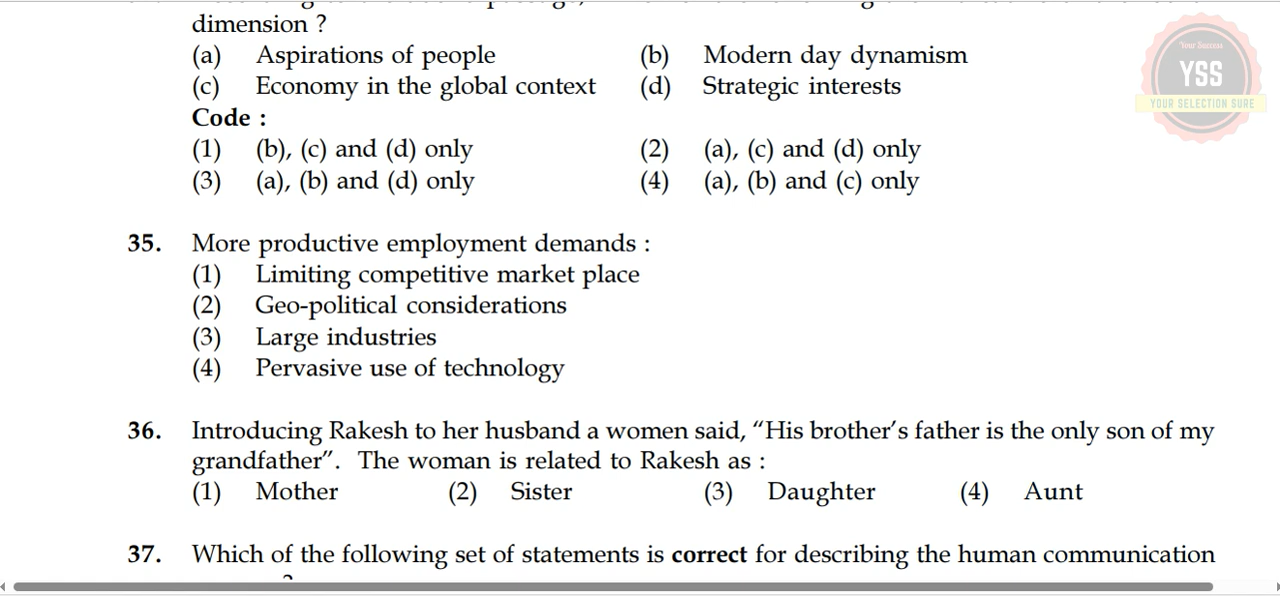 dimension ?
(a) Aspirations of people (b) Modern day dynamism
(c) Economy in the global context (d) Strategic interests
Code :
(1) (b), (c) and (d) only (2) (a), (c) and (d) only
(3) (a), (b) and (d) only (4) (a), (b) and (c) only
Your Success
YSS
YOUR SELECTION SURE
35. More productive employment demands :
(1) Limiting competitive market place
(2) Geo-political considerations
(3) Large industries
(4) Pervasive use of technology
36. Introducing Rakesh to her husband a women said, “His brother’s father is the only son of my
grandfather”. The woman is related to Rakesh as :
(1) Mother (2) Sister (3) Daughter (4) Aunt
37. Which of the following set of statements is correct for describing the human communication